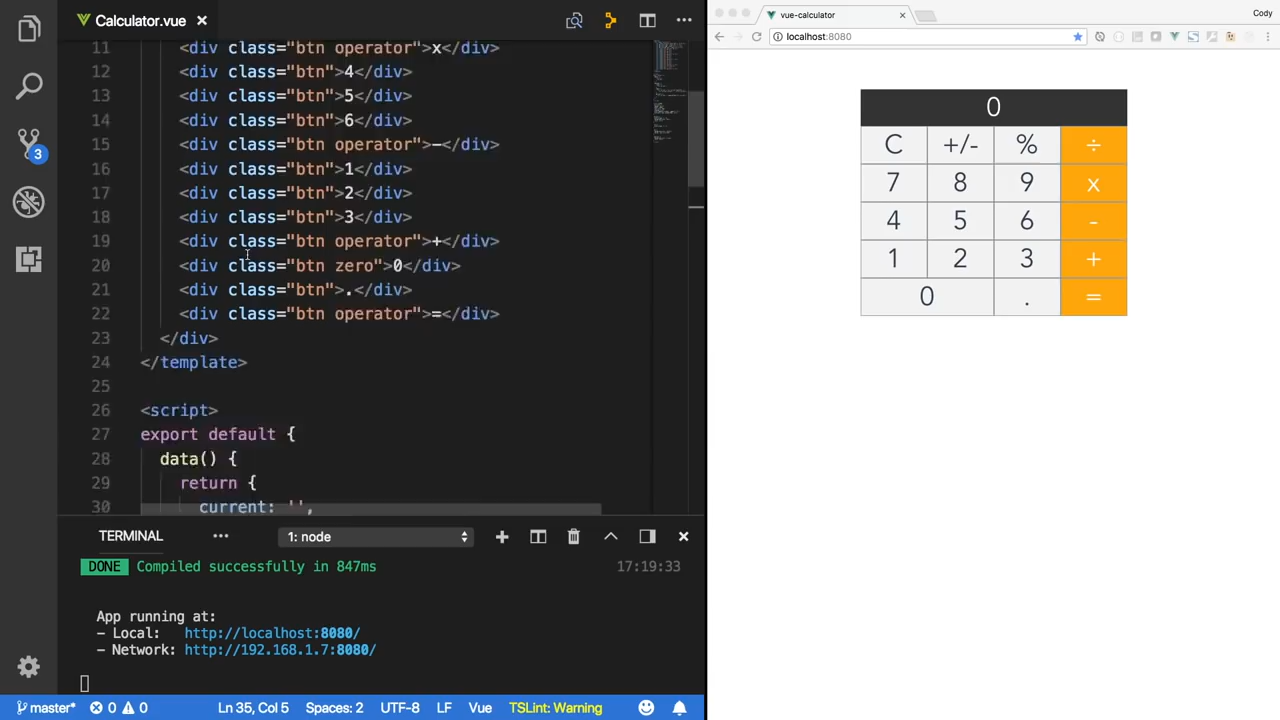 Calculator.vue
11 <div class="btn operator">x</div>
12 <div class="btn">4</div>
13 <div class="btn">5</div>
14 <div class="btn">6</div>
15 <div class="btn operator">-</div>
16 <div class="btn">1</div>
17 <div class="btn">2</div>
18 <div class="btn">3</div>
19 <div class="btn operator">+</div>
20 <div class="btn zero">0</div>
21 <div class="btn">.</div>
22 <div class="btn operator">=</div>
23 </div>
24 </template>
25
26 <script>
27 export default {
28 data() {
29 return {
30 current: '',
3
TERMINAL
1: node
DONE Compiled successfully in 847ms 17:19:33
App running at:
- Local: http://localhost:8080/
- Network: http://192.168.1.7:8080/
master* 0 0 Ln 35, Col 5 Spaces: 2 UTF-8 LF Vue TSLint: Warning
vue-calculator
Cody
localhost:8080
0
C +/- % ÷
7 8 9 x
4 5 6 -
1 2 3 +
0 . =